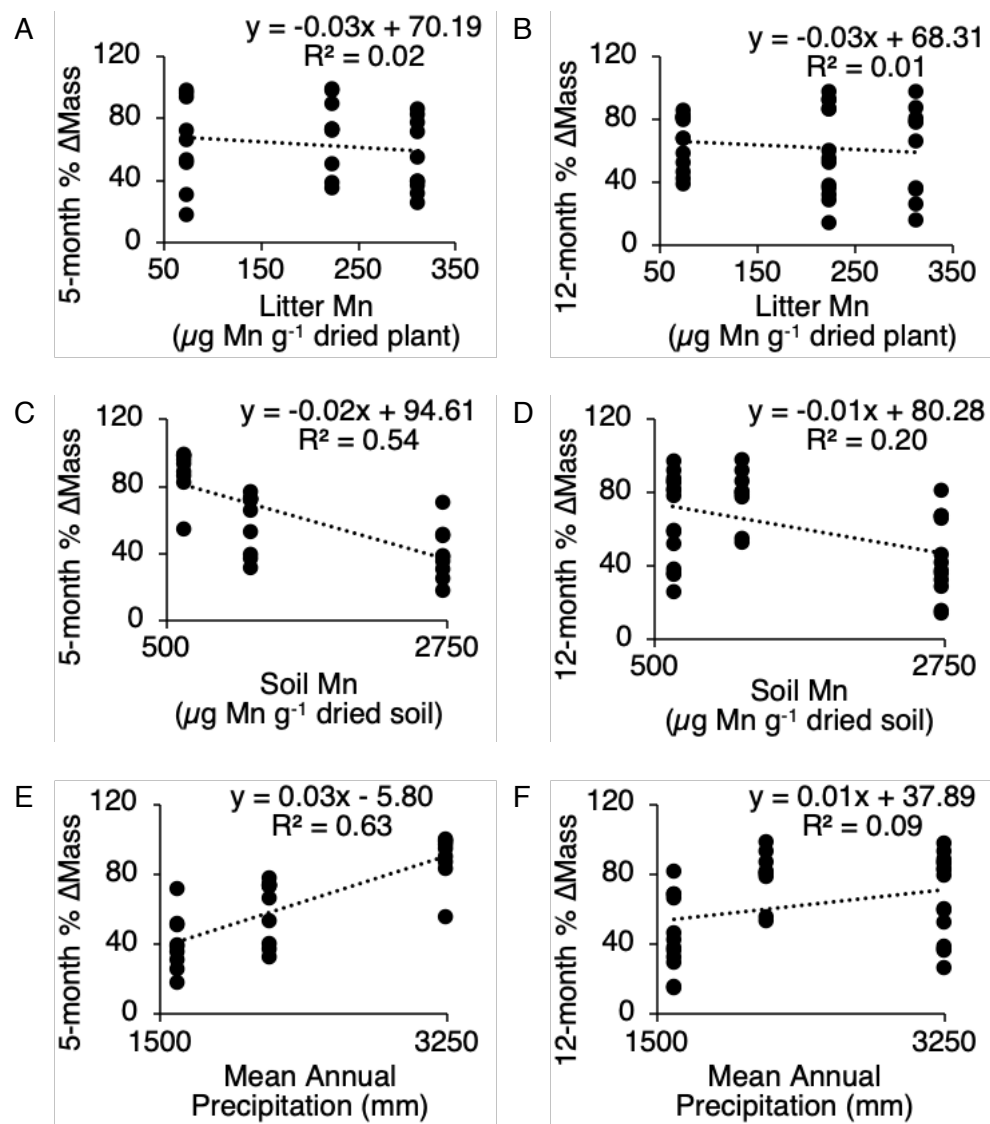 A
y = -0.03x + 70.19
R² = 0.02
5-month % ΔMass
120
80
40
0
50 150 250 350
Litter Mn
(µg Mn g⁻¹ dried plant)
B
y = -0.03x + 68.31
R² = 0.01
12-month % ΔMass
120
80
40
0
50 150 250 350
Litter Mn
(µg Mn g⁻¹ dried plant)
C
y = -0.02x + 94.61
R² = 0.54
5-month % ΔMass
120
80
40
0
500 2750
Soil Mn
(µg Mn g⁻¹ dried soil)
D
y = -0.01x + 80.28
R² = 0.20
12-month % ΔMass
120
80
40
0
500 2750
Soil Mn
(µg Mn g⁻¹ dried soil)
E
y = 0.03x - 5.80
R² = 0.63
5-month % ΔMass
120
80
40
0
1500 3250
Mean Annual
Precipitation (mm)
F
y = 0.01x + 37.89
R² = 0.09
12-month % ΔMass
120
80
40
0
1500 3250
Mean Annual
Precipitation (mm)